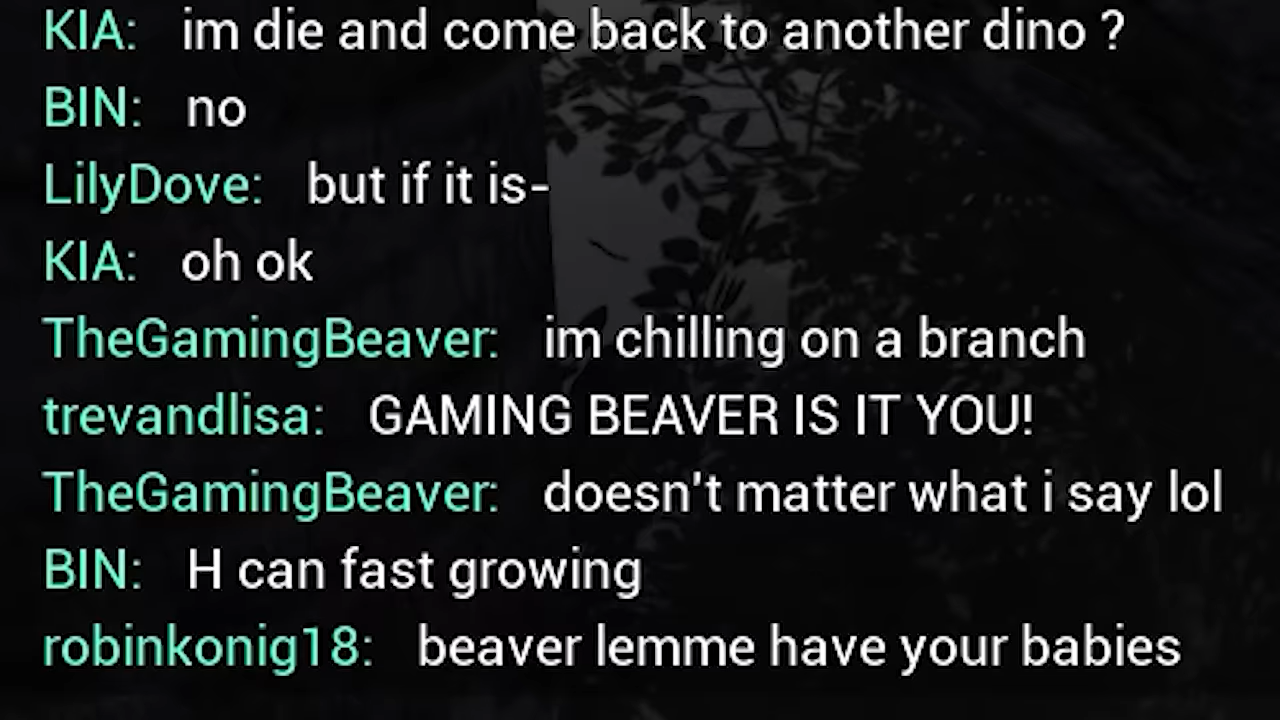 KIA: im die and come back to another dino ?
BIN: no
LilyDove: but if it is-
KIA: oh ok
TheGamingBeaver: im chilling on a branch
trevandlisa: GAMING BEAVER IS IT YOU!
TheGamingBeaver: doesn't matter what i say lol
BIN: H can fast growing
robinkonig18: beaver lemme have your babies